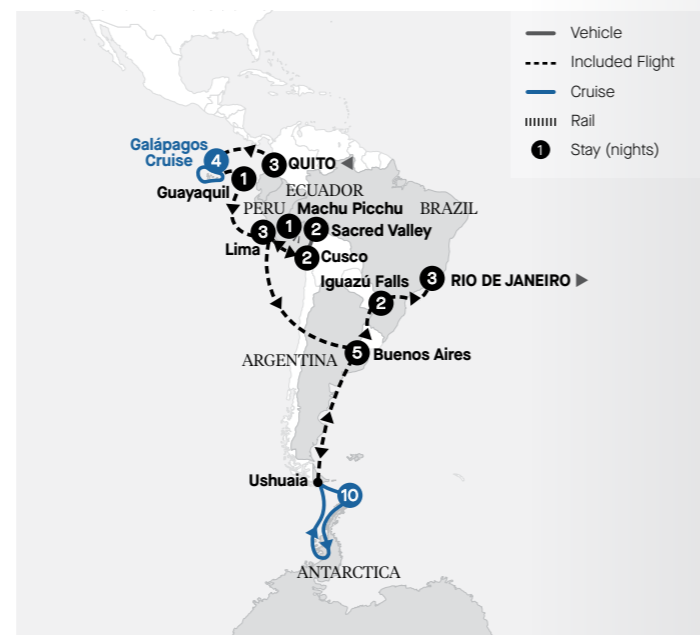 Vehicle
Included Flight
Cruise
Rail
1 Stay (nights)
Galápagos
Cruise
4
3 QUITO
1
Guayaquil
ECUADOR
PERU
Machu Picchu
BRAZIL
1
2 Sacred Valley
3
Lima
2 Cusco
Iguazú Falls
3 RIO DE JANEIRO
2
ARGENTINA
5 Buenos Aires
Ushuaia
10
ANTARCTICA